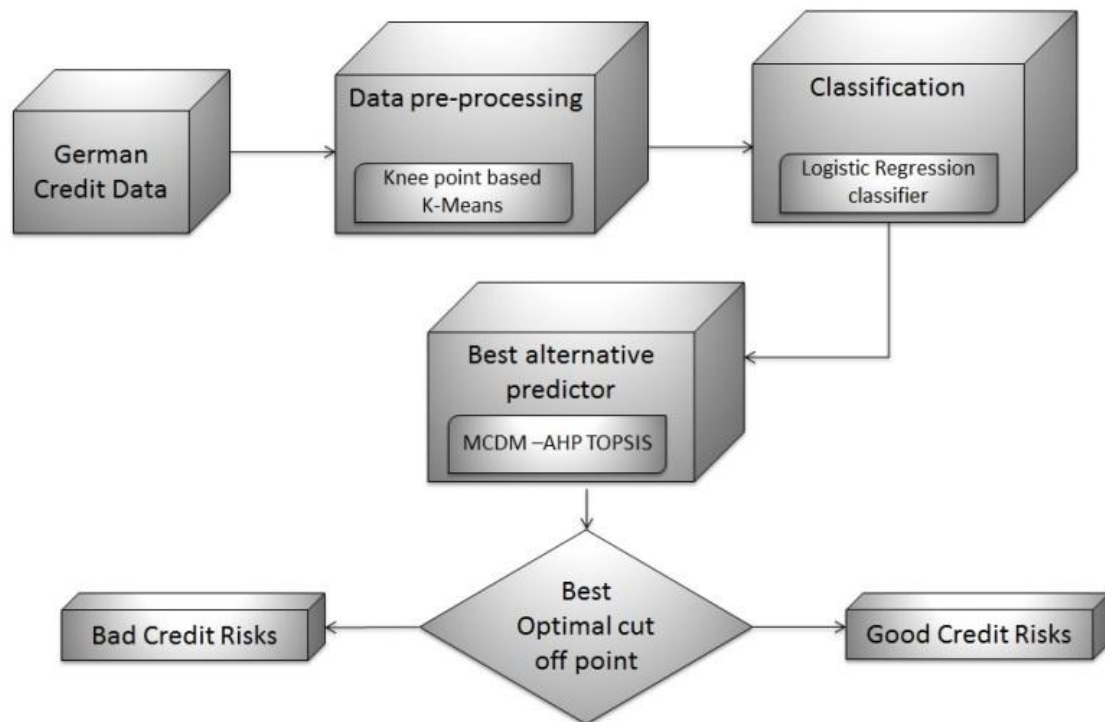 German
Credit Data
Data pre-processing
Knee point based
K-Means
Classification
Logistic Regression
classifier
Best alternative
predictor
MCDM –AHP TOPSIS
Best
Optimal cut
off point
Bad Credit Risks
Good Credit Risks